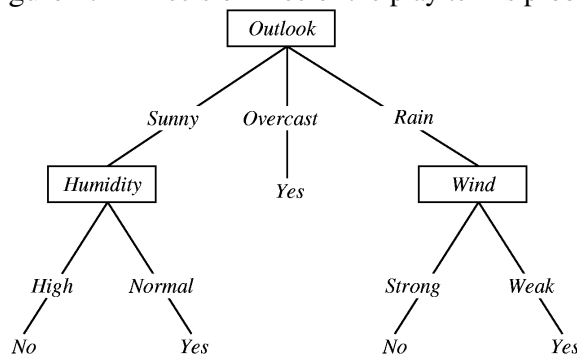 Outlook
Sunny Overcast Rain
Humidity Yes Wind
High Normal Strong Weak
No Yes No Yes